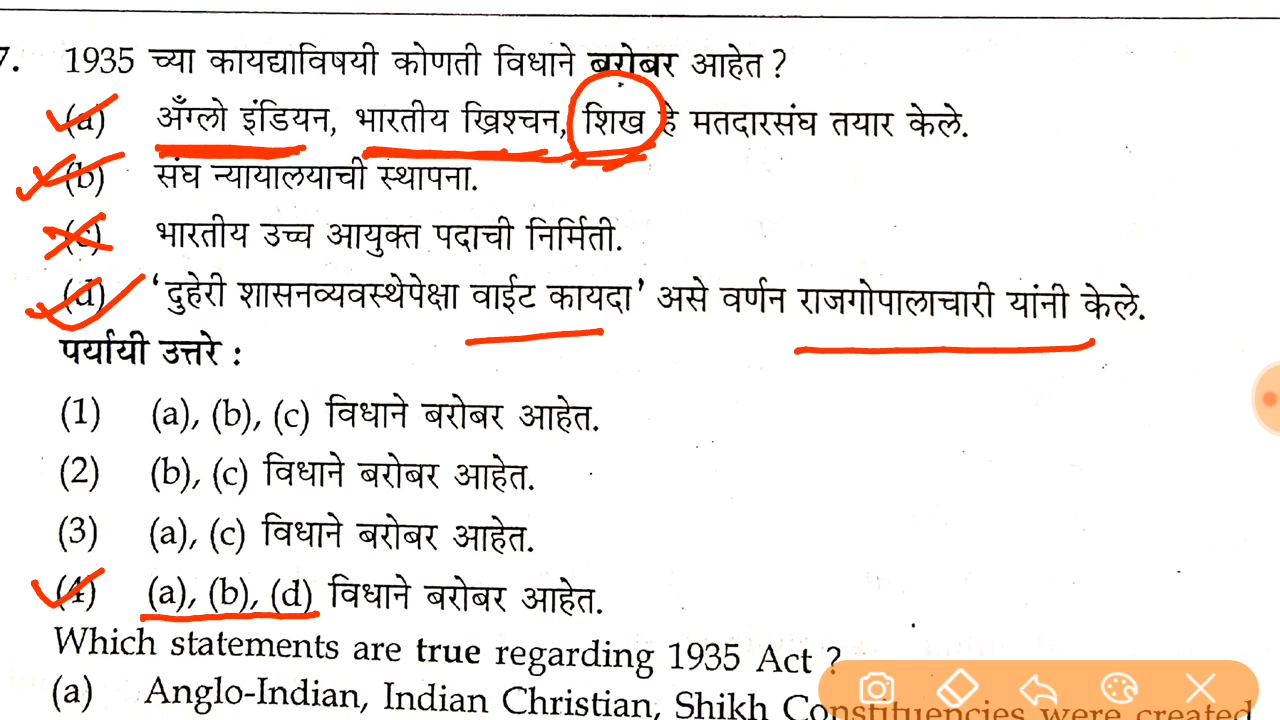 7. 1935 च्या कायद्याविषयी कोणती विधाने बरोबर आहेत ?
(a) अँग्लो इंडियन, भारतीय ख्रिश्चन, शिख हे मतदारसंघ तयार केले.
(b) संघ न्यायालयाची स्थापना.
(c) भारतीय उच्च आयुक्त पदाची निर्मिती.
(d) 'दुहेरी शासनव्यवस्थेपेक्षा वाईट कायदा' असे वर्णन राजगोपालाचारी यांनी केले.
पर्यायी उत्तरे :
(1) (a), (b), (c) विधाने बरोबर आहेत.
(2) (b), (c) विधाने बरोबर आहेत.
(3) (a), (c) विधाने बरोबर आहेत.
(4) (a), (b), (d) विधाने बरोबर आहेत.
Which statements are true regarding 1935 Act ?
(a) Anglo-Indian, Indian Christian, Shikh Constituencies were created